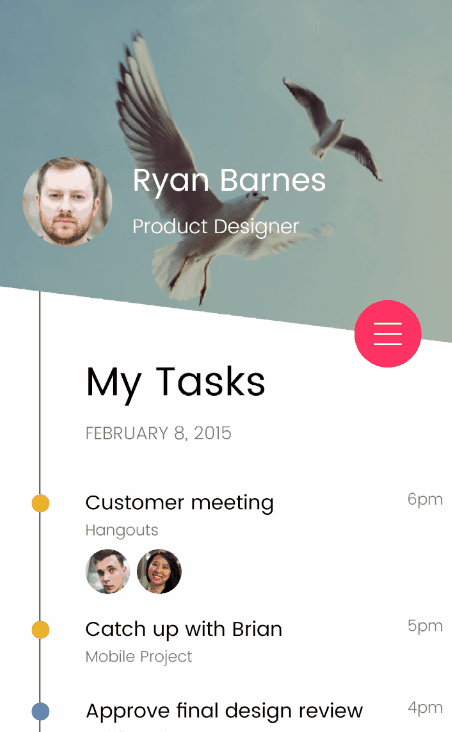 Ryan Barnes
Product Designer
My Tasks
FEBRUARY 8, 2015
Customer meeting 6pm
Hangouts
Catch up with Brian 5pm
Mobile Project
Approve final design review 4pm